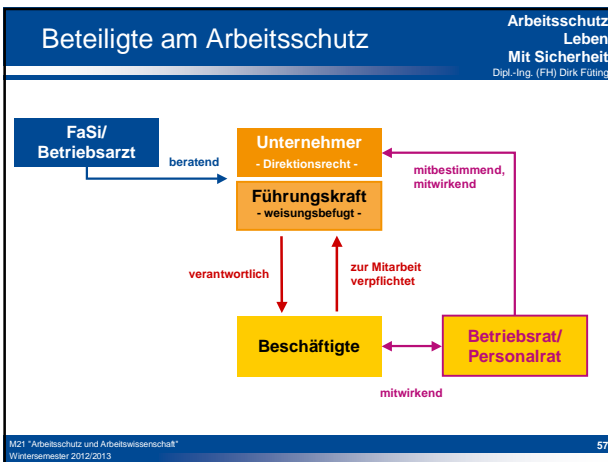 Beteiligte am Arbeitsschutz
Arbeitsschutz
Leben
Mit Sicherheit
Dipl.-Ing. (FH) Dirk Füting
FaSi/
Betriebsarzt
beratend
Unternehmer
- Direktionsrecht -
Führungskraft
- weisungsbefugt -
mitbestimmend,
mitwirkend
verantwortlich
zur Mitarbeit
verpflichtet
Beschäftigte
Betriebsrat/
Personalrat
mitwirkend
M21 "Arbeitsschutz und Arbeitswissenschaft"
Wintersemester 2012/2013
57